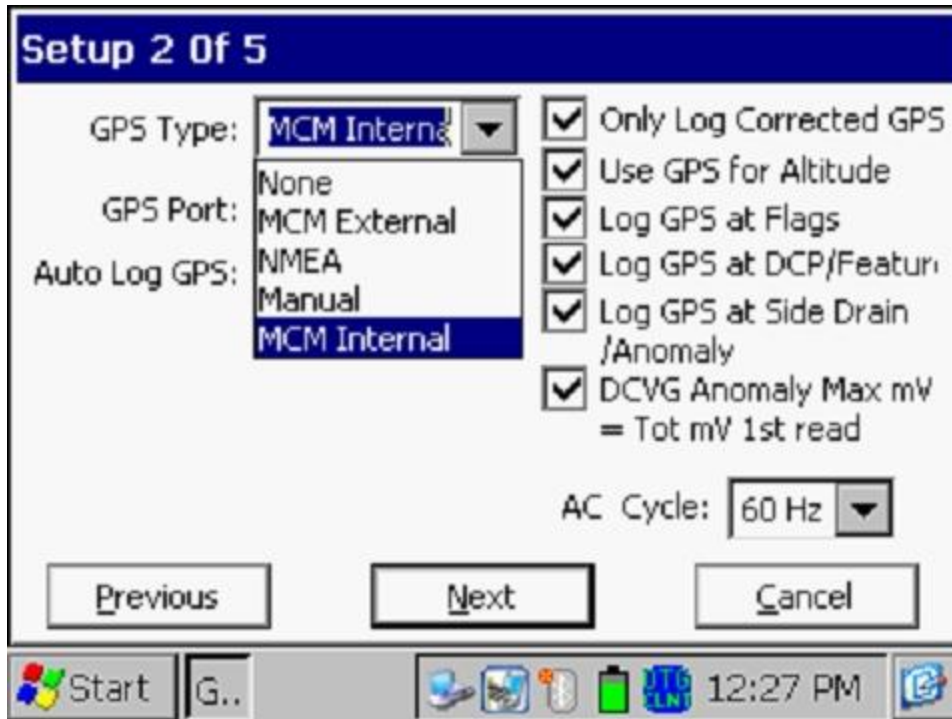 Setup 2 Of 5
GPS Type:
MCM Interna
None
MCM External
NMEA
Manual
MCM Internal
GPS Port:
Auto Log GPS:
Only Log Corrected GPS
Use GPS for Altitude
Log GPS at Flags
Log GPS at DCP/Featur
Log GPS at Side Drain
/Anomaly
DCVG Anomaly Max mV
= Tot mV 1st read
AC Cycle:
60 Hz
Previous
Next
Cancel
Start
G..
12:27 PM